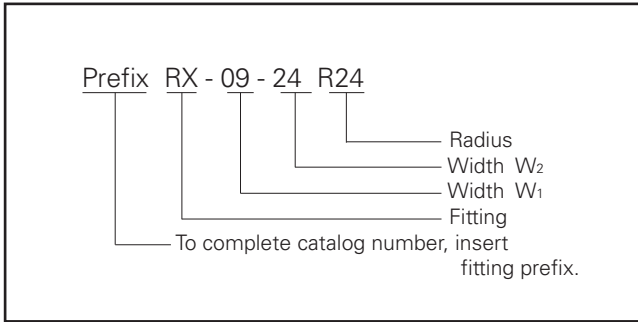 Prefix RX - 09 - 24 R24
Radius
Width W2
Width W1
Fitting
To complete catalog number, insert
fitting prefix.